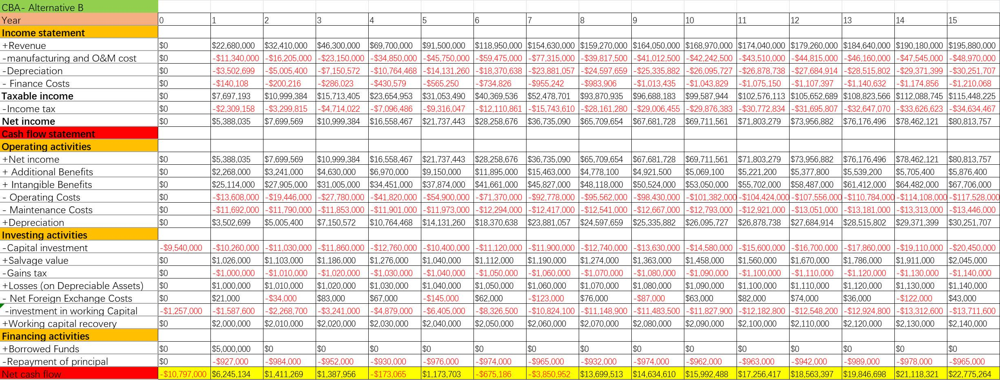 CBA- Alternative B
Year 0 1 2 3 4 5 6 7 8 9 10 11 12 13 14 15
Income statement
+Revenue $0 $22,680,000 $32,410,000 $46,300,000 $69,700,000 $91,500,000 $118,950,000 $154,630,000 $159,270,000 $164,050,000 $168,970,000 $174,040,000 $179,260,000 $184,640,000 $190,180,000 $195,880,000
-manufacturing and O&M cost $0 -$11,340,000 -$16,205,000 -$23,150,000 -$34,850,000 -$45,750,000 -$59,475,000 -$77,315,000 -$39,817,500 -$41,012,500 -$42,242,500 -$43,510,000 -$44,815,000 -$46,160,000 -$47,545,000 -$48,970,000
-Depreciation $0 -$3,502,699 -$5,005,400 -$7,150,572 -$10,764,468 -$14,131,260 -$18,370,638 -$23,881,057 -$24,597,659 -$25,335,882 -$26,095,727 -$26,878,738 -$27,684,914 -$28,515,802 -$29,371,399 -$30,251,707
- Finance Costs $0 -$140,108 -$200,216 -$286,023 -$430,579 -$565,250 -$734,826 -$955,242 -$983,906 -$1,013,435 -$1,043,829 -$1,075,150 -$1,107,397 -$1,140,632 -$1,174,856 -$1,210,068
Taxable income $0 $7,697,193 $10,999,384 $15,713,405 $23,654,953 $31,053,490 $40,369,536 $52,478,701 $93,870,935 $96,688,183 $99,587,944 $102,576,113 $105,652,689 $108,823,566 $112,088,745 $115,448,225
-Income tax $0 -$2,309,158 -$3,299,815 -$4,714,022 -$7,096,486 -$9,316,047 -$12,110,861 -$15,743,610 -$28,161,280 -$29,006,455 -$29,876,383 -$30,772,834 -$31,695,807 -$32,647,070 -$33,626,623 -$34,634,467
Net income $0 $5,388,035 $7,699,569 $10,999,384 $16,558,467 $21,737,443 $28,258,676 $36,735,090 $65,709,654 $67,681,728 $69,711,561 $71,803,279 $73,956,882 $76,176,496 $78,462,121 $80,813,757
Cash flow statement
Operating activities
+Net income $0 $5,388,035 $7,699,569 $10,999,384 $16,558,467 $21,737,443 $28,258,676 $36,735,090 $65,709,654 $67,681,728 $69,711,561 $71,803,279 $73,956,882 $76,176,496 $78,462,121 $80,813,757
+ Additional Benefits $0 $2,268,000 $3,241,000 $4,630,000 $6,970,000 $9,150,000 $11,895,000 $15,463,000 $4,778,100 $4,921,500 $5,069,100 $5,221,200 $5,377,800 $5,539,200 $5,705,400 $5,876,400
+ Intangible Benefits $0 $25,114,000 $27,905,000 $31,005,000 $34,451,000 $37,874,000 $41,661,000 $45,827,000 $48,118,000 $50,524,000 $53,050,000 $55,702,000 $58,487,000 $61,412,000 $64,482,000 $67,706,000
- Operating Costs $0 -$13,608,000 -$19,446,000 -$27,780,000 -$41,820,000 -$54,900,000 -$71,370,000 -$92,778,000 -$95,562,000 -$98,430,000 -$101,382,000 -$104,424,000 -$107,556,000 -$110,784,000 -$114,108,000 -$117,528,000
- Maintenance Costs $0 -$11,692,000 -$11,790,000 -$11,853,000 -$11,901,000 -$11,973,000 -$12,294,000 -$12,417,000 -$12,541,000 -$12,667,000 -$12,793,000 -$12,921,000 -$13,051,000 -$13,181,000 -$13,313,000 -$13,446,000
+Depreciation $0 $3,502,699 $5,005,400 $7,150,572 $10,764,468 $14,131,260 $18,370,638 $23,881,057 $24,597,659 $25,335,882 $26,095,727 $26,878,738 $27,684,914 $28,515,802 $29,371,399 $30,251,707
Investing activities
-Capital investment -$9,540,000 -$10,260,000 -$11,030,000 -$11,860,000 -$12,760,000 -$10,400,000 -$11,120,000 -$11,900,000 -$12,740,000 -$13,630,000 -$14,580,000 -$15,600,000 -$16,700,000 -$17,860,000 -$19,110,000 -$20,450,000
+Salvage value $0 $1,026,000 $1,103,000 $1,186,000 $1,276,000 $1,040,000 $1,112,000 $1,190,000 $1,274,000 $1,363,000 $1,458,000 $1,560,000 $1,670,000 $1,786,000 $1,911,000 $2,045,000
-Gains tax $0 -$1,000,000 -$1,010,000 -$1,020,000 -$1,030,000 -$1,040,000 -$1,050,000 -$1,060,000 -$1,070,000 -$1,080,000 -$1,090,000 -$1,100,000 -$1,110,000 -$1,120,000 -$1,130,000 -$1,140,000
+Losses (on Depreciable Assets) $0 $1,000,000 $1,010,000 $1,020,000 $1,030,000 $1,040,000 $1,050,000 $1,060,000 $1,070,000 $1,080,000 $1,090,000 $1,100,000 $1,110,000 $1,120,000 $1,130,000 $1,140,000
- Net Foreign Exchange Costs $0 $21,000 -$34,000 $83,000 $67,000 -$145,000 $62,000 -$123,000 $76,000 -$87,000 $63,000 $82,000 $74,000 $36,000 -$122,000 $43,000
-investment in working Capital -$1,257,000 -$1,587,600 -$2,268,700 -$3,241,000 -$4,879,000 -$6,405,000 -$8,326,500 -$10,824,100 -$11,148,900 -$11,483,500 -$11,827,900 -$12,182,800 -$12,548,200 -$12,924,800 -$13,312,600 -$13,711,600
+Working capital recovery $0 $2,000,000 $2,010,000 $2,020,000 $2,030,000 $2,040,000 $2,050,000 $2,060,000 $2,070,000 $2,080,000 $2,090,000 $2,100,000 $2,110,000 $2,120,000 $2,130,000 $2,140,000
Financing activities
+Borrowed Funds $0 $5,000,000 $0 $0 $0 $0 $0 $0 $0 $0 $0 $0 $0 $0 $0 $0
-Repayment of principal $0 -$927,000 -$984,000 -$952,000 -$930,000 -$976,000 -$974,000 -$965,000 -$932,000 -$974,000 -$962,000 -$963,000 -$942,000 -$989,000 -$978,000 -$965,000
Net cash flow -$10,797,000 $6,245,134 $1,411,269 $1,387,956 -$173,065 $1,173,703 -$675,186 -$3,850,952 $13,699,513 $14,634,610 $15,992,488 $17,256,417 $18,563,397 $19,846,698 $21,118,321 $22,775,264